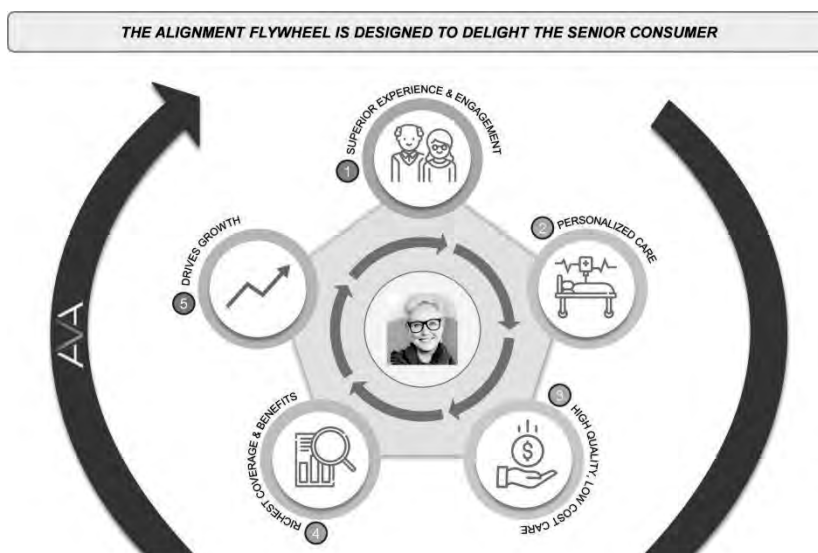 THE ALIGNMENT FLYWHEEL IS DESIGNED TO DELIGHT THE SENIOR CONSUMER
1 SUPERIOR EXPERIENCE & ENGAGEMENT
2 PERSONALIZED CARE
3 HIGH QUALITY, LOW COST CARE
$
4 RICHEST COVERAGE & BENEFITS
5 DRIVES GROWTH
AVA